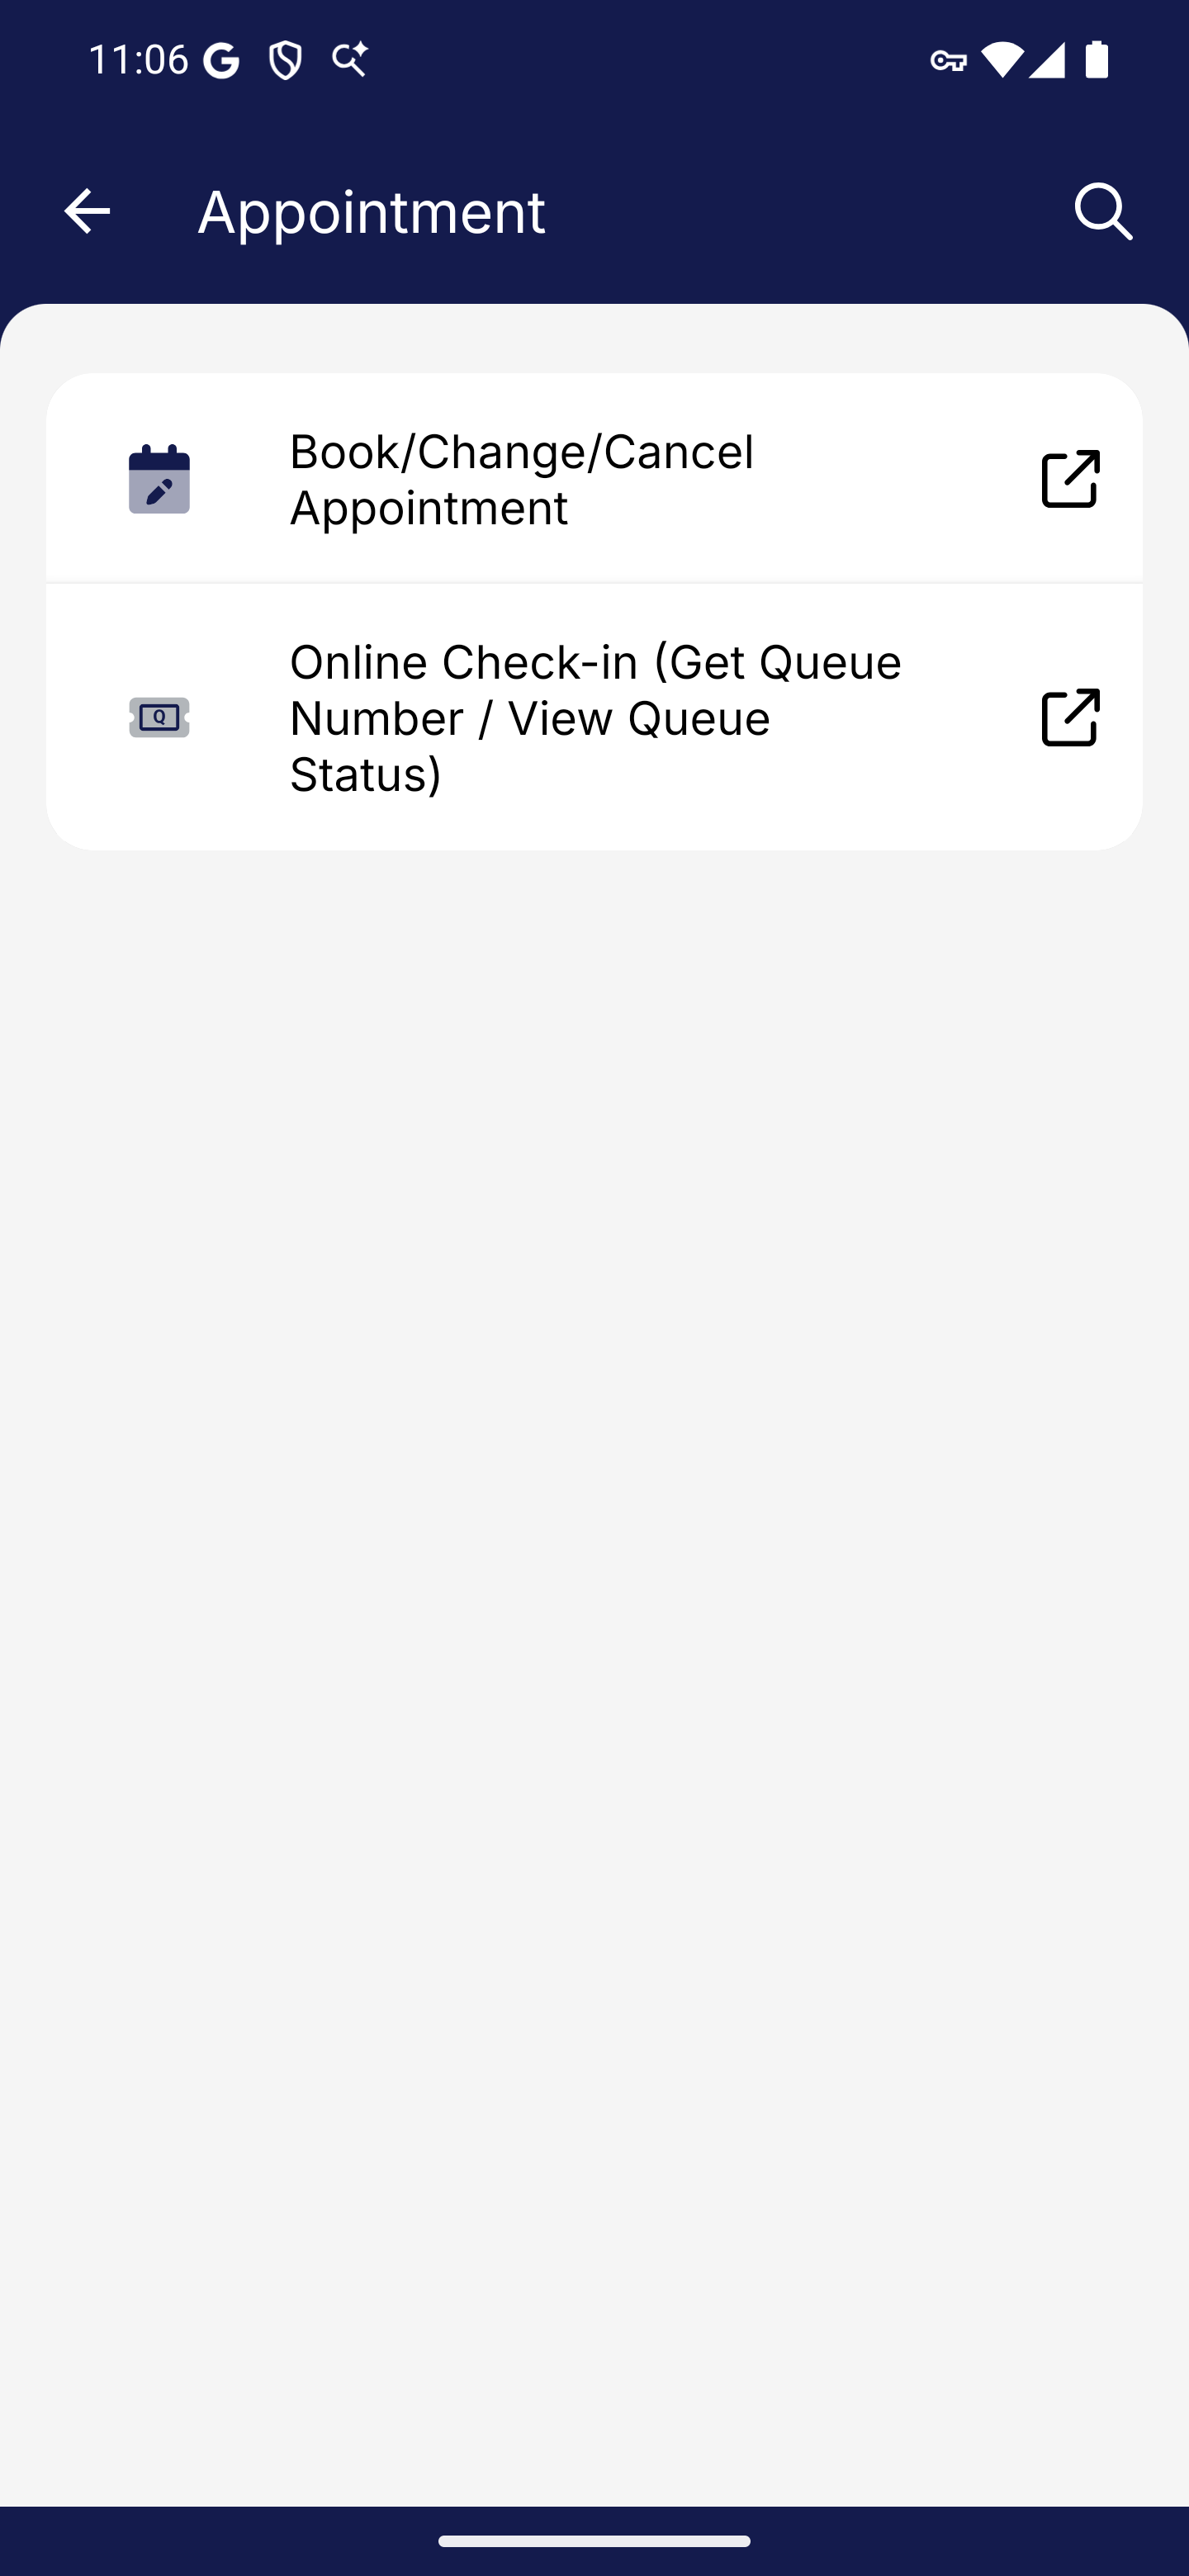 11:06
Appointment
Book/Change/Cancel
Appointment
Q
Online Check-in (Get Queue
Number / View Queue
Status)